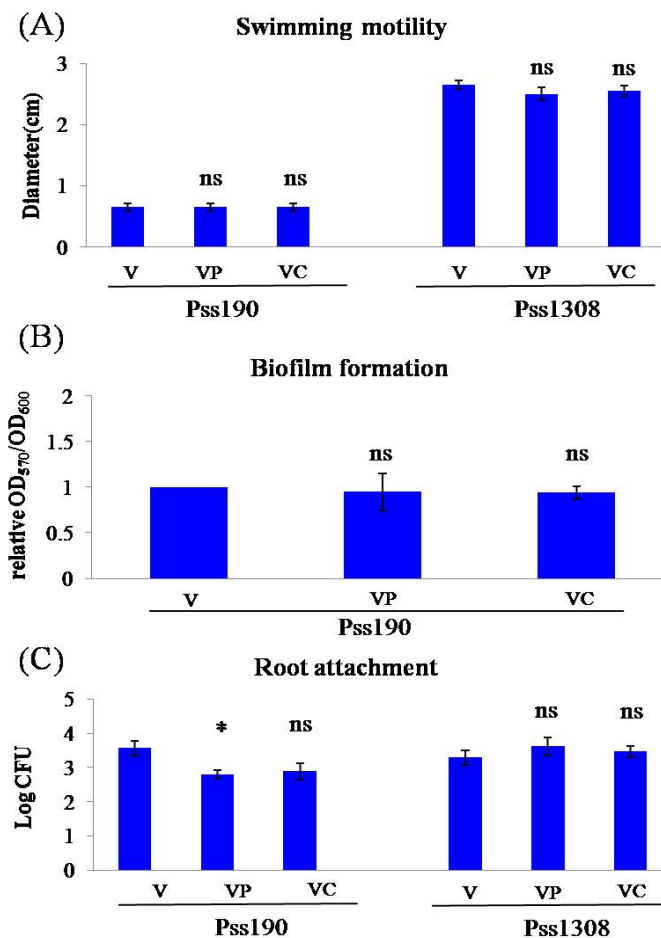 (A)
Swimming motility
Diameter(cm)
3
2
1
0
ns ns
ns ns
V VP VC V VP VC
Pss190 Pss1308
(B)
Biofilm formation
relative OD570/OD600
2
1.5
1
0.5
0
ns ns
V VP VC
Pss190
(C)
Root attachment
Log CFU
5
4
3
2
1
0
* ns ns ns
V VP VC V VP VC
Pss190 Pss1308